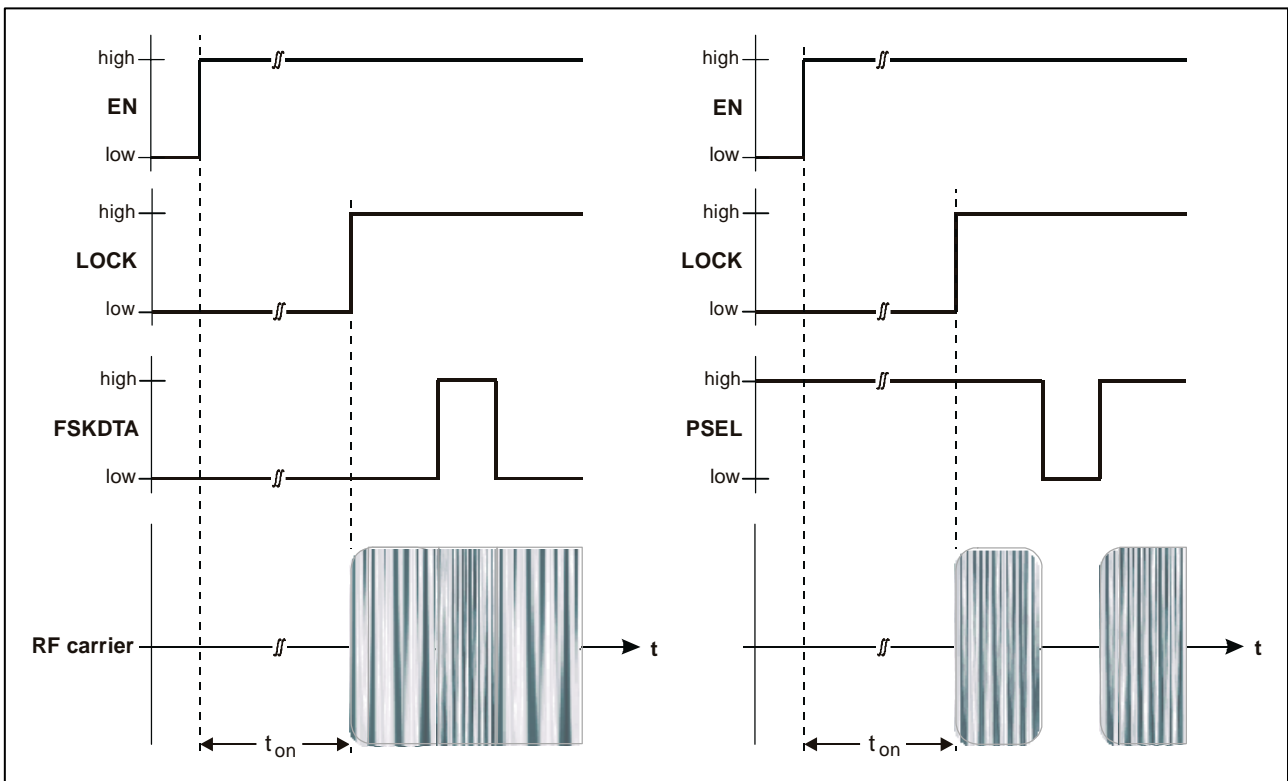 high
EN
low
high
LOCK
low
high
FSKDTA
low
RF carrier
t
t on
high
EN
low
high
LOCK
low
high
PSEL
low
t
t on